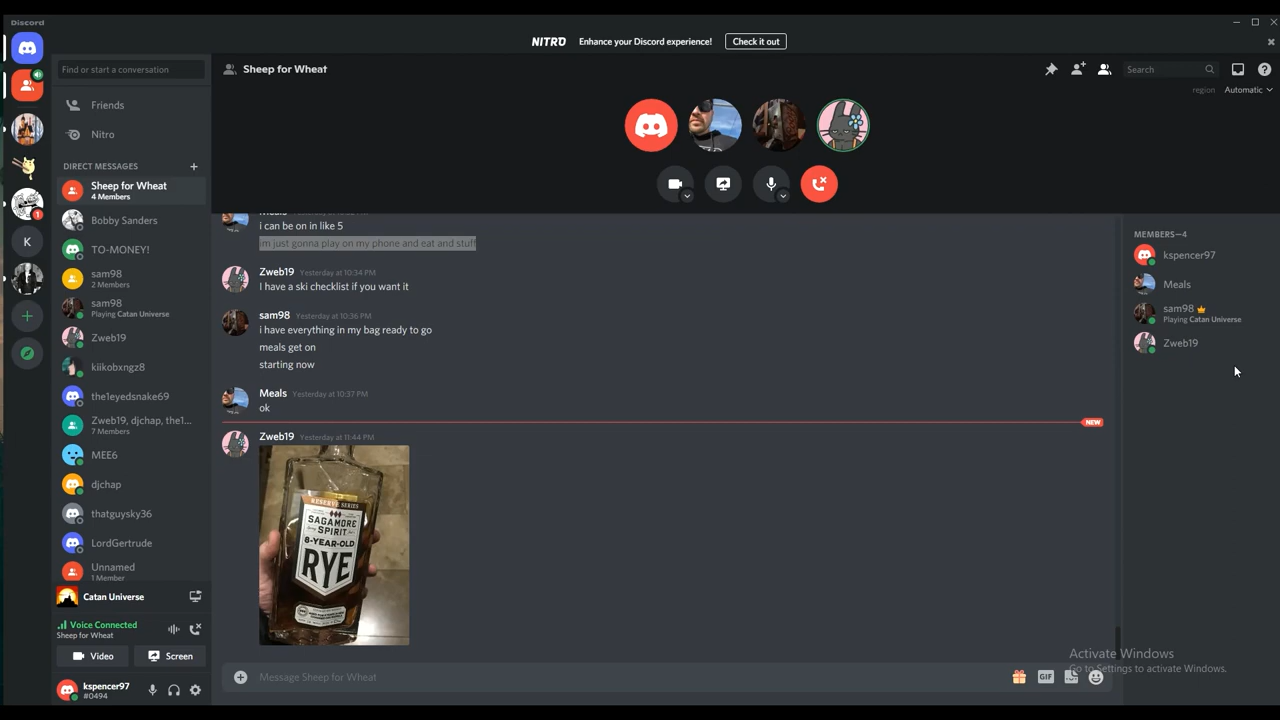 Discord
NITRO Enhance your Discord experience! Check it out
Find or start a conversation
Sheep for Wheat
Search
region Automatic
Friends
Nitro
DIRECT MESSAGES
Sheep for Wheat
4 Members
Bobby Sanders
TO-MONEY!
sam98
2 Members
sam98
Playing Catan Universe
Zweb19
kiikobxngz8
the1eyedsnake69
Zweb19, djchap, the1...
7 Members
MEE6
djchap
thatguysky36
LordGertrude
Unnamed
1 Member
Catan Universe
Voice Connected
Sheep for Wheat
Video Screen
kspencer97
#0494
1
K
Meals
i can be on in like 5
im just gonna play on my phone and eat and stuff
Zweb19 Yesterday at 10:34 PM
I have a ski checklist if you want it
sam98 Yesterday at 10:36 PM
i have everything in my bag ready to go
meals get on
starting now
Meals Yesterday at 10:37 PM
ok
NEW
Zweb19 Yesterday at 11:44 PM
RESERVE SERIES
SAGAMORE
SPIRIT
8-YEAR-OLD
RYE
Message Sheep for Wheat
GIF
MEMBERS—4
kspencer97
Meals
sam98
Playing Catan Universe
Zweb19
Activate Windows
Go to Settings to activate Windows.